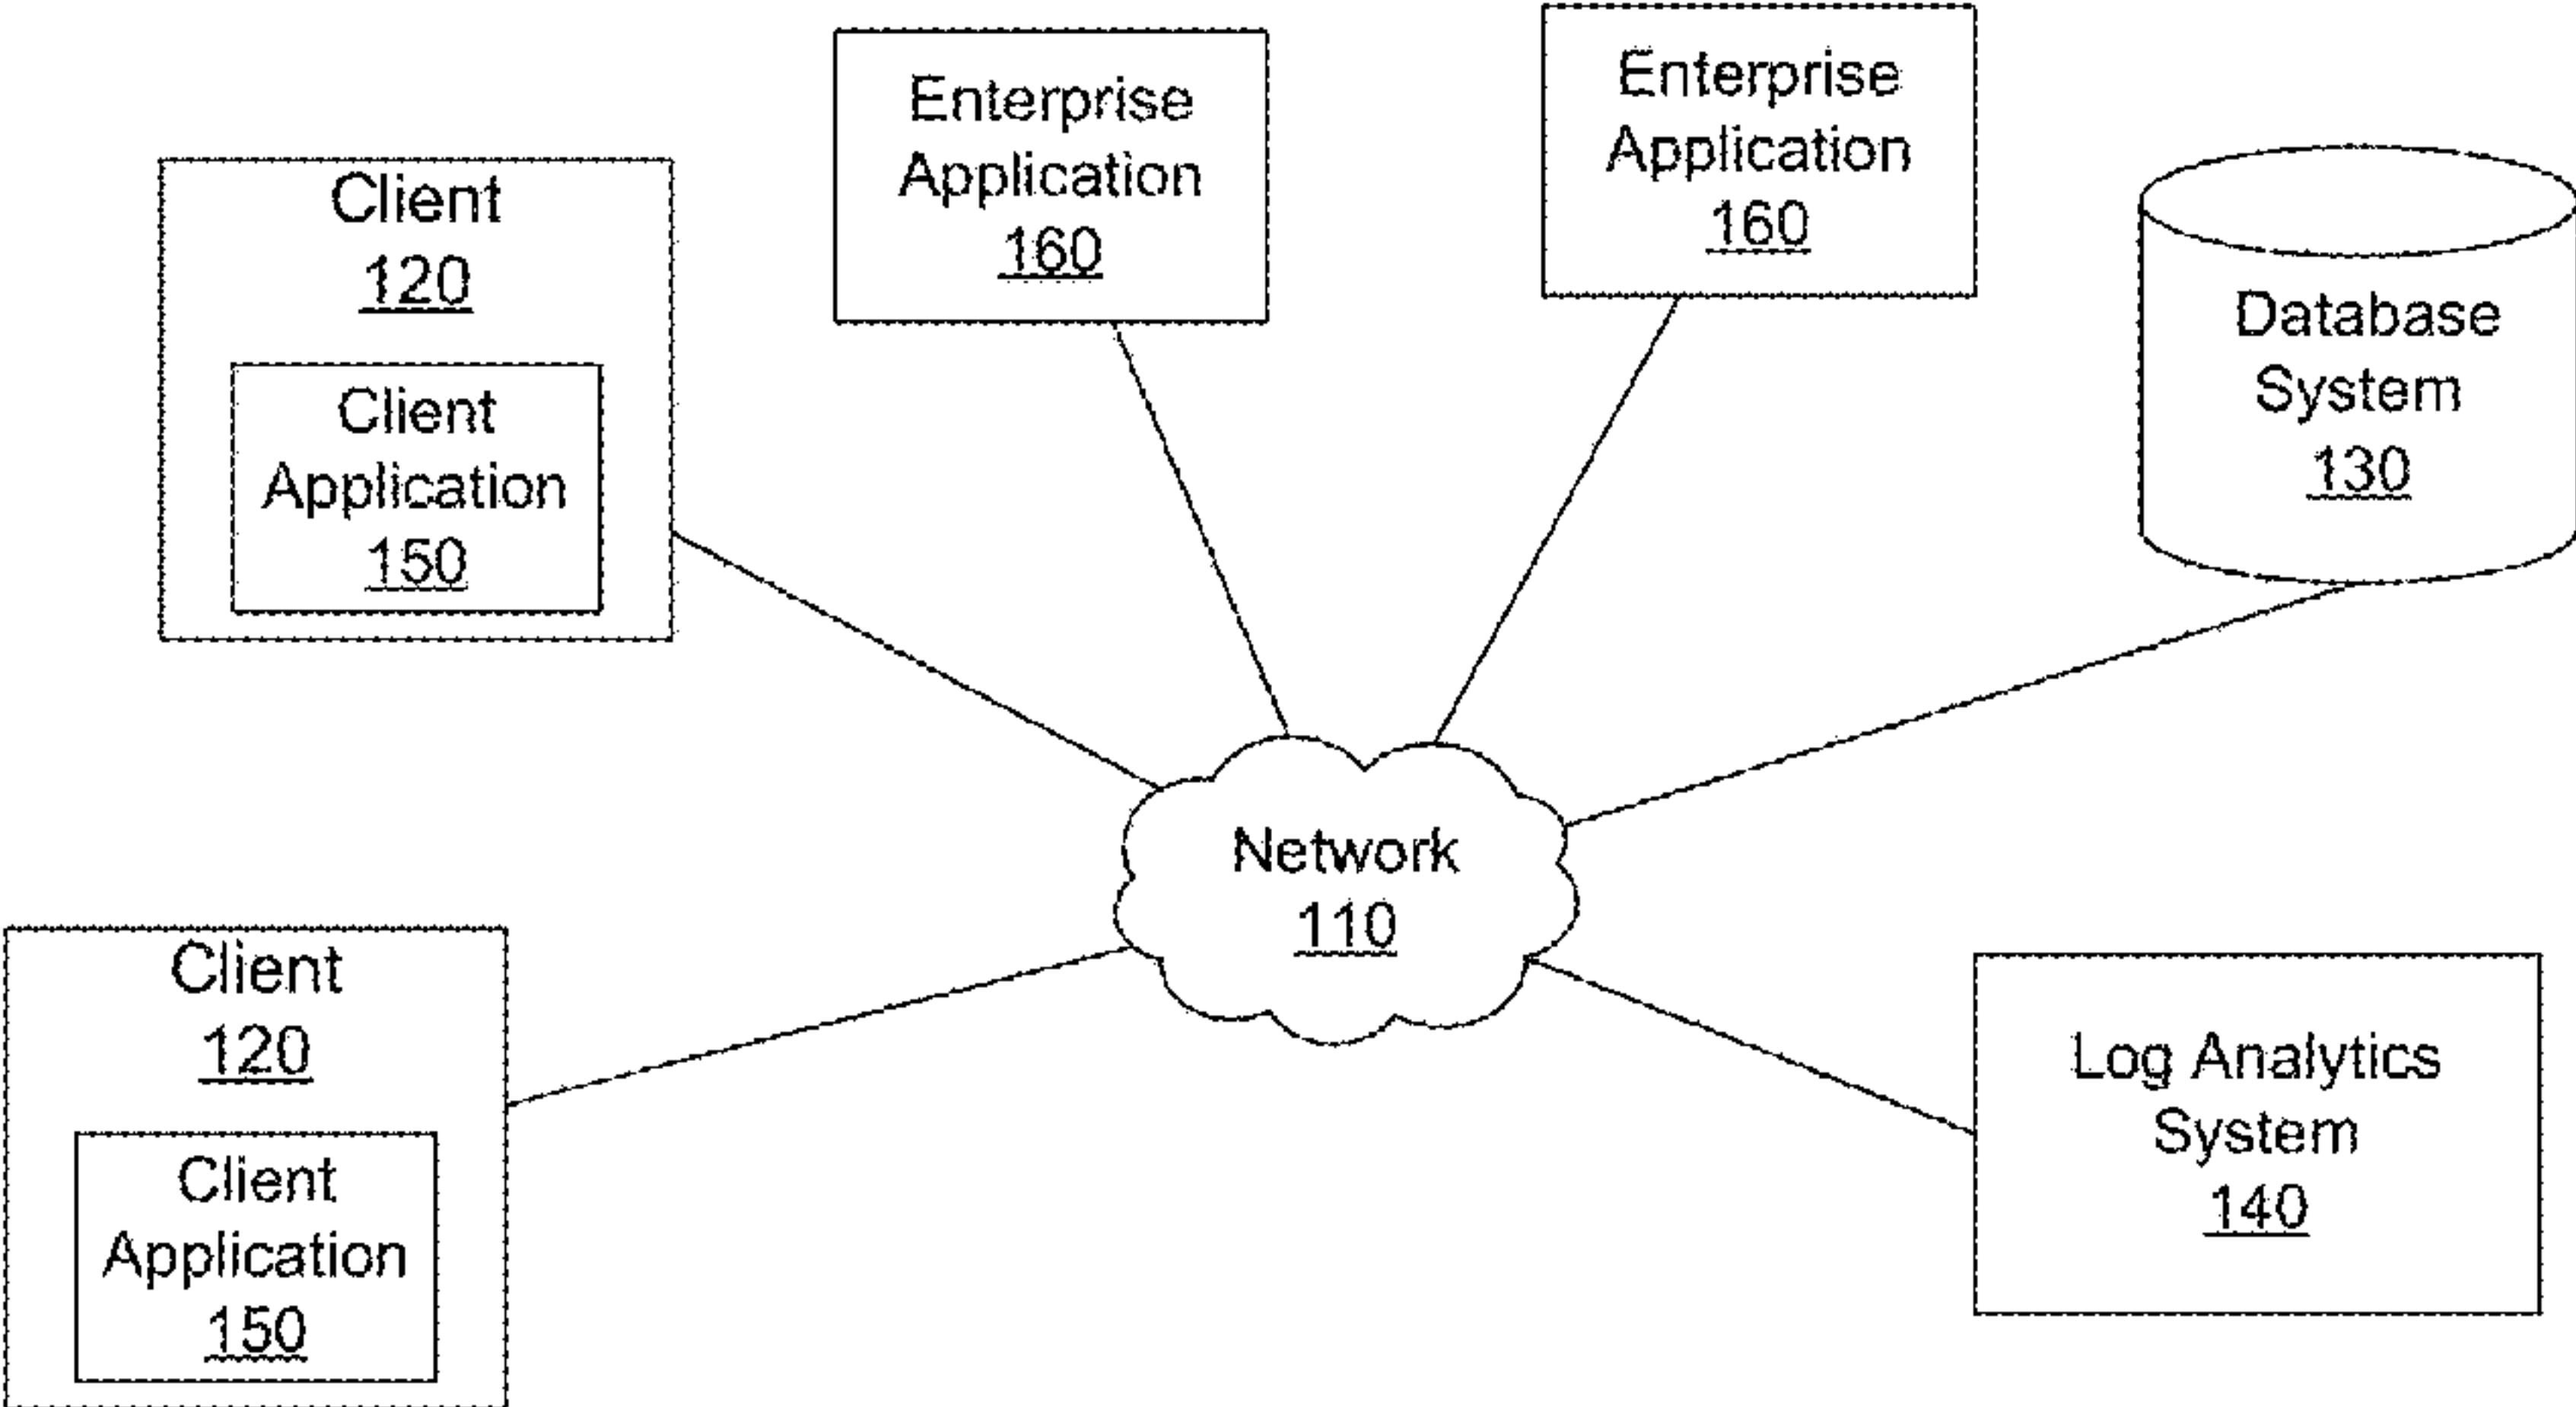 Enterprise
Application
160
Enterprise
Application
160
Client
120
Client
Application
150
Database
System
130
Network
110
Client
120
Client
Application
150
Log Analytics
System
140